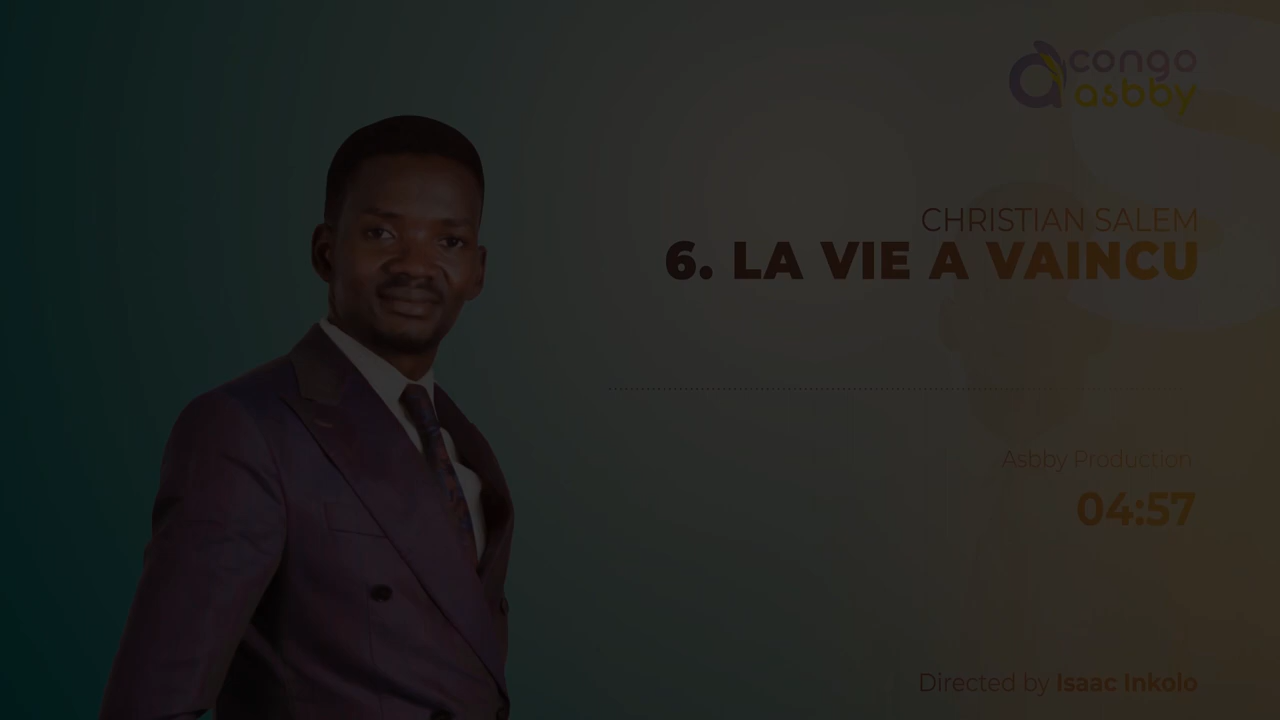 congo
asbby
CHRISTIAN SALEM
6. LA VIE A VAINCU
Asbby Production
04:57
Directed by Isaac Inkolo